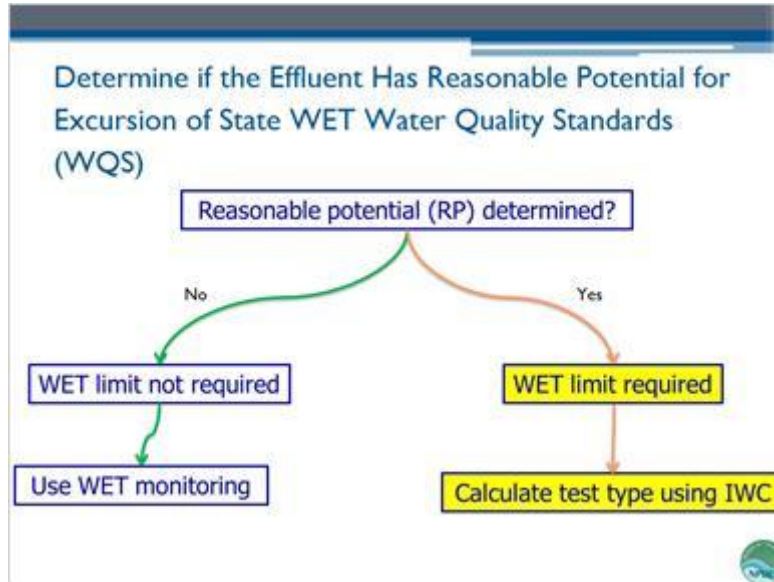 Determine if the Effluent Has Reasonable Potential for
Excursion of State WET Water Quality Standards
(WQS)
Reasonable potential (RP) determined?
No
Yes
WET limit not required
WET limit required
Use WET monitoring
Calculate test type using IWC